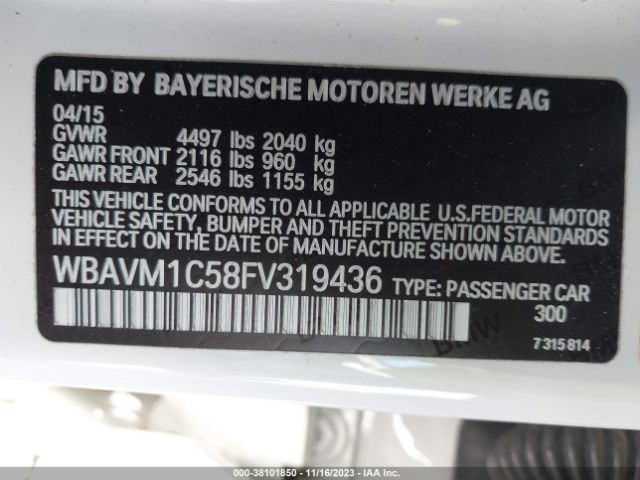 MFD BY BAYERISCHE MOTOREN WERKE AG
04/15
GVWR 4497 lbs 2040 kg
GAWR FRONT 2116 lbs 960 kg
GAWR REAR 2546 lbs 1155 kg
THIS VEHICLE CONFORMS TO ALL APPLICABLE U.S.FEDERAL MOTOR
VEHICLE SAFETY, BUMPER AND THEFT PREVENTION STANDARDS
IN EFFECT ON THE DATE OF MANUFACTURE SHOWN ABOVE.
WBAVM1C58FV319436 TYPE: PASSENGER CAR
300
7 315 814
000-38101850 - 11/16/2023 - IAAI.COM